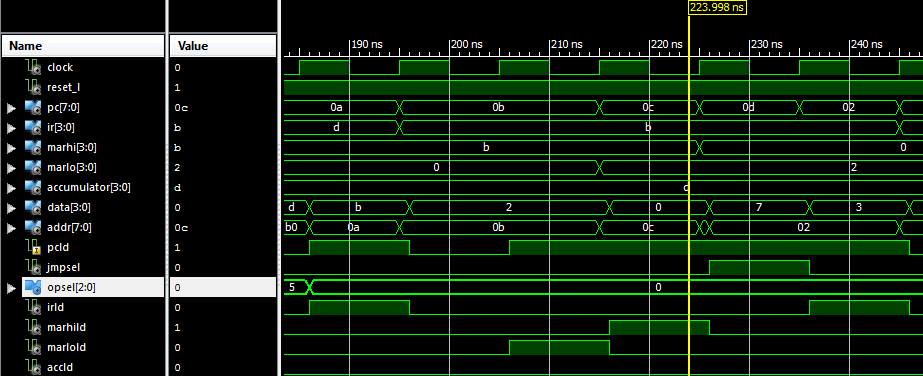 223.998 ns
Name Value 190 ns 200 ns 210 ns 220 ns 230 ns 240 ns
clock 0
reset_l 1
pc[7:0] 0c 0a 0b 0c 0d 02
ir[3:0] b d b
marhi[3:0] b b 0
marlo[3:0] 2 0 2
accumulator[3:0] d d
data[3:0] 0 d b 2 0 7 3
addr[7:0] 0c b0 0a 0b 0c 02
pcld 1
jmpsel 0
opsel[2:0] 0 5 0
irld 0
marhild 1
marlold 0
accld 0